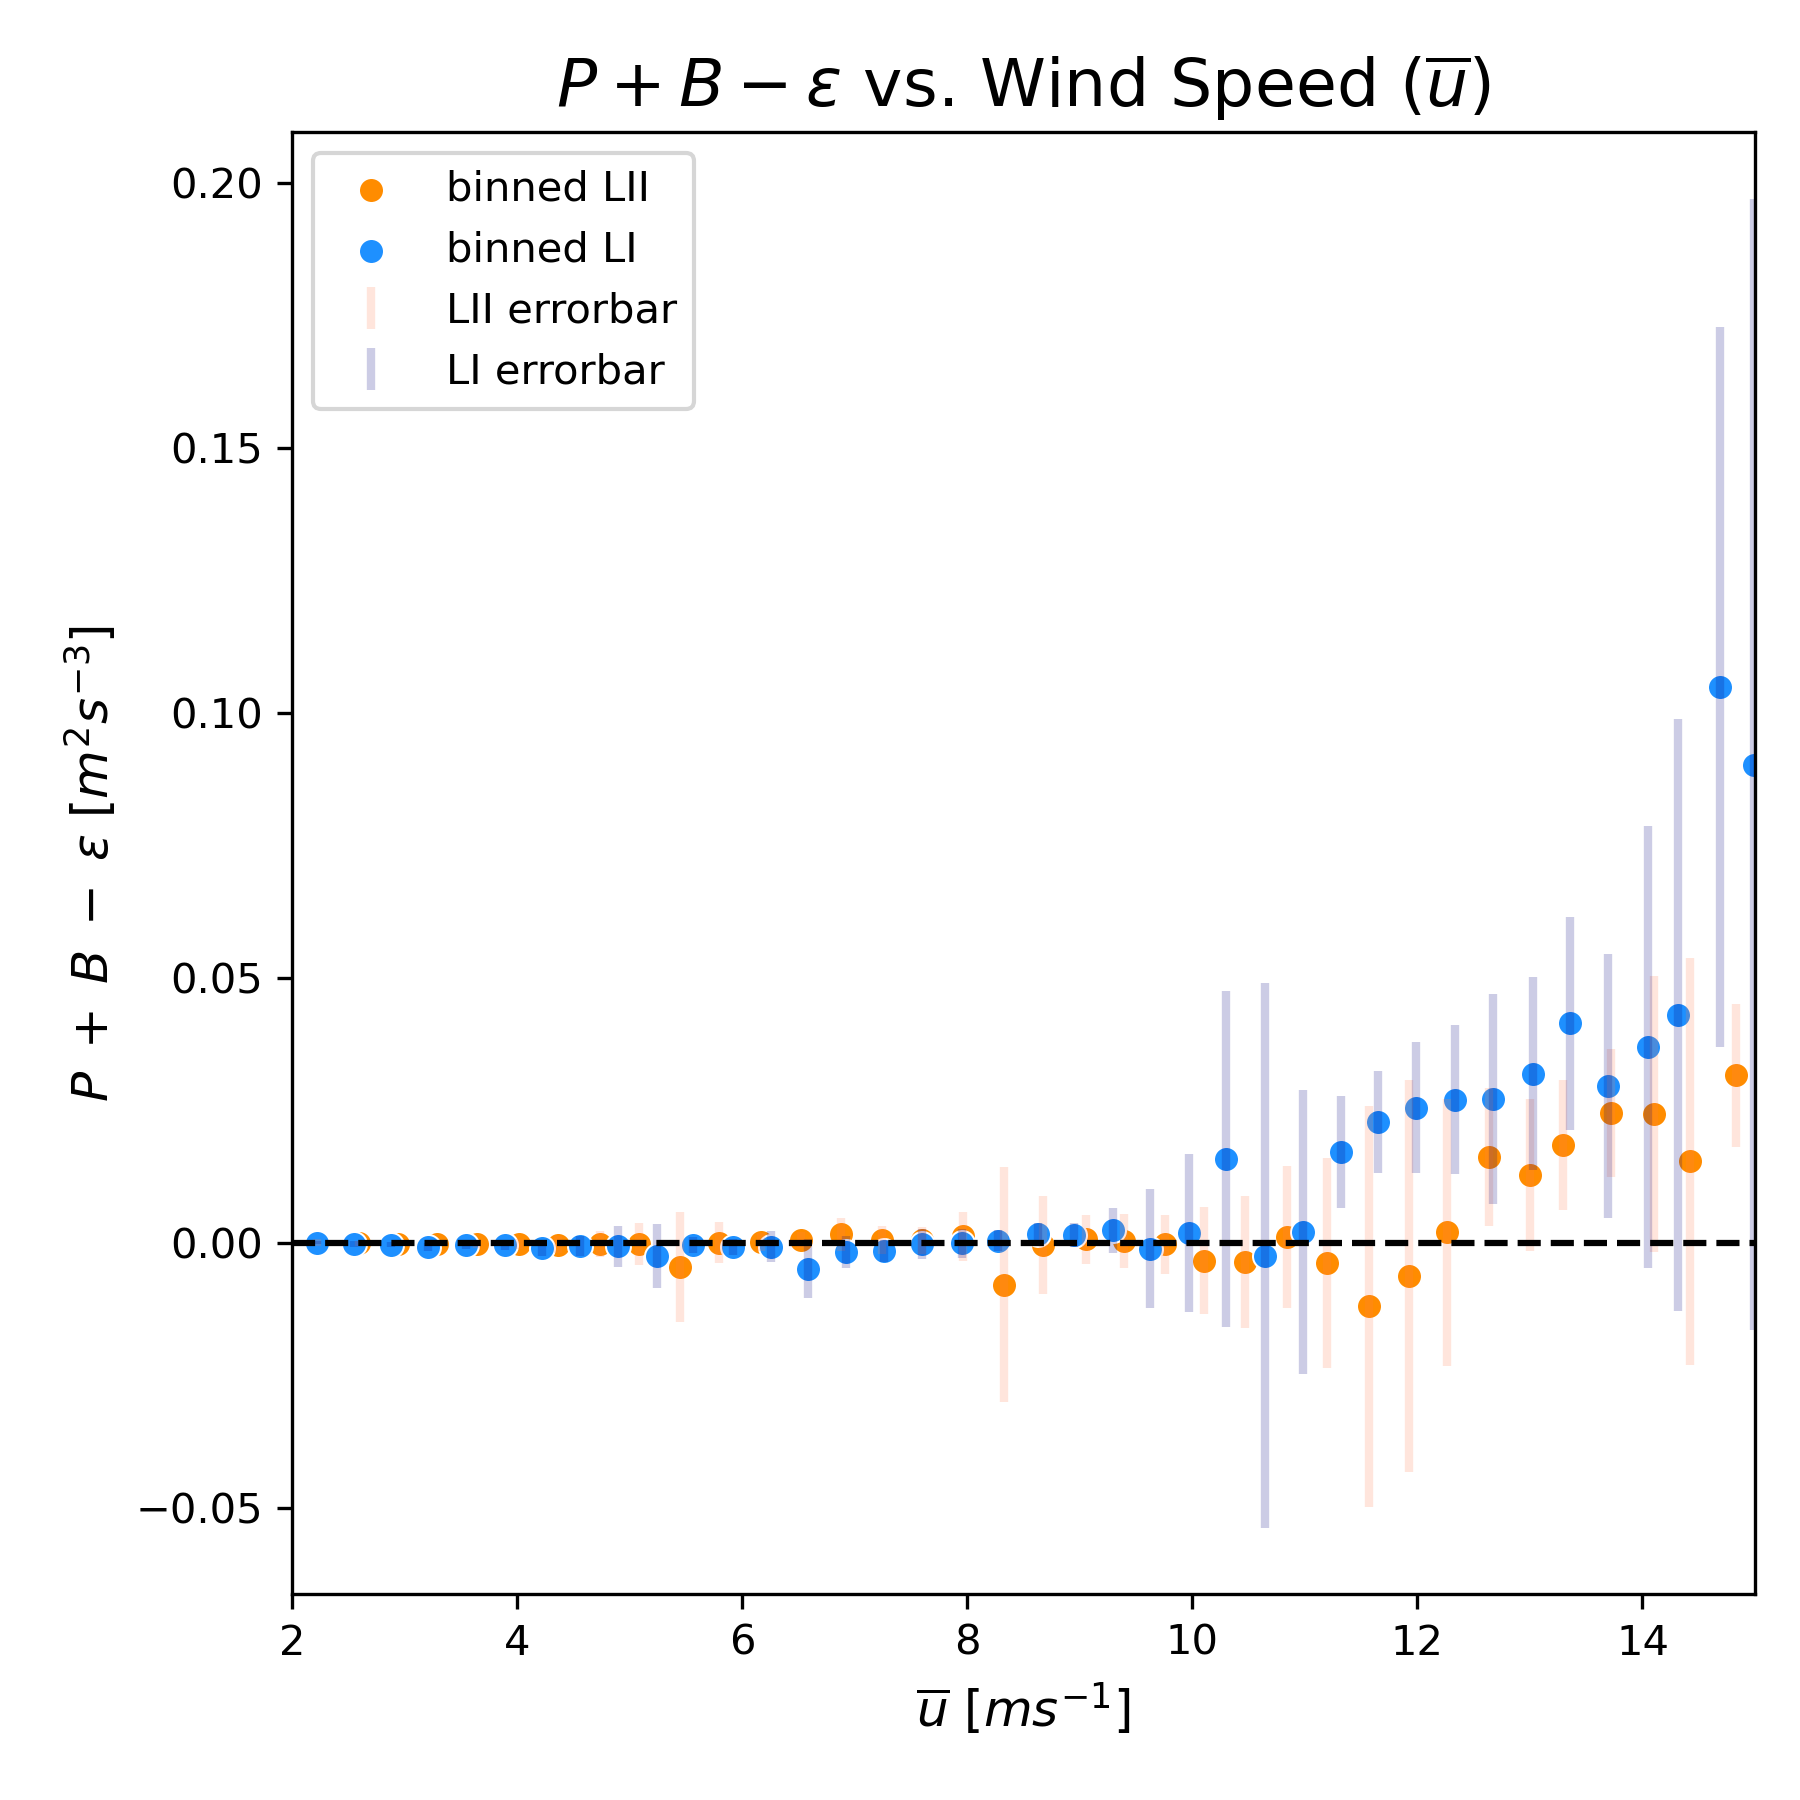 P + B − ε vs. Wind Speed (u̅)
binned LII
binned LI
LII errorbar
LI errorbar
0.20
0.15
0.10
0.05
0.00
−0.05
P + B − ε [m²s⁻³]
2 4 6 8 10 12 14
u̅ [ms⁻¹]